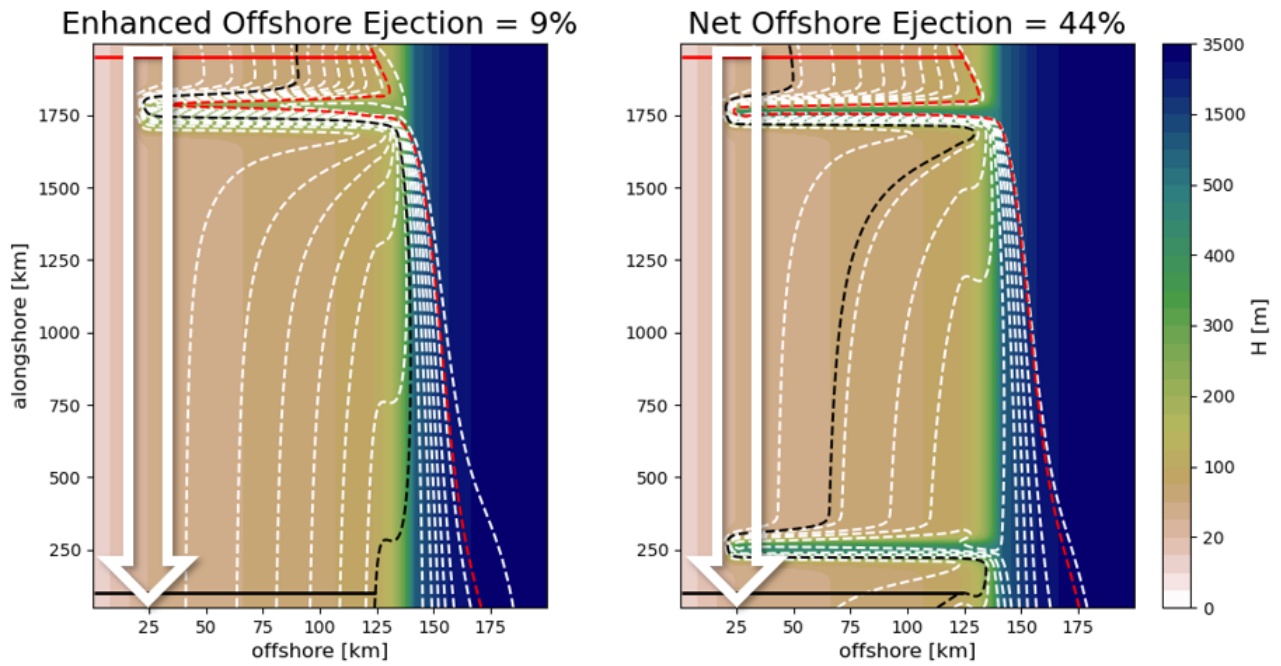 Enhanced Offshore Ejection = 9%
Net Offshore Ejection = 44%
1750
1500
1250
1000
750
500
250
alongshore [km]
25 50 75 100 125 150 175
offshore [km]
1750
1500
1250
1000
750
500
250
25 50 75 100 125 150 175
offshore [km]
3500
1500
500
400
300
200
100
20
0
H [m]